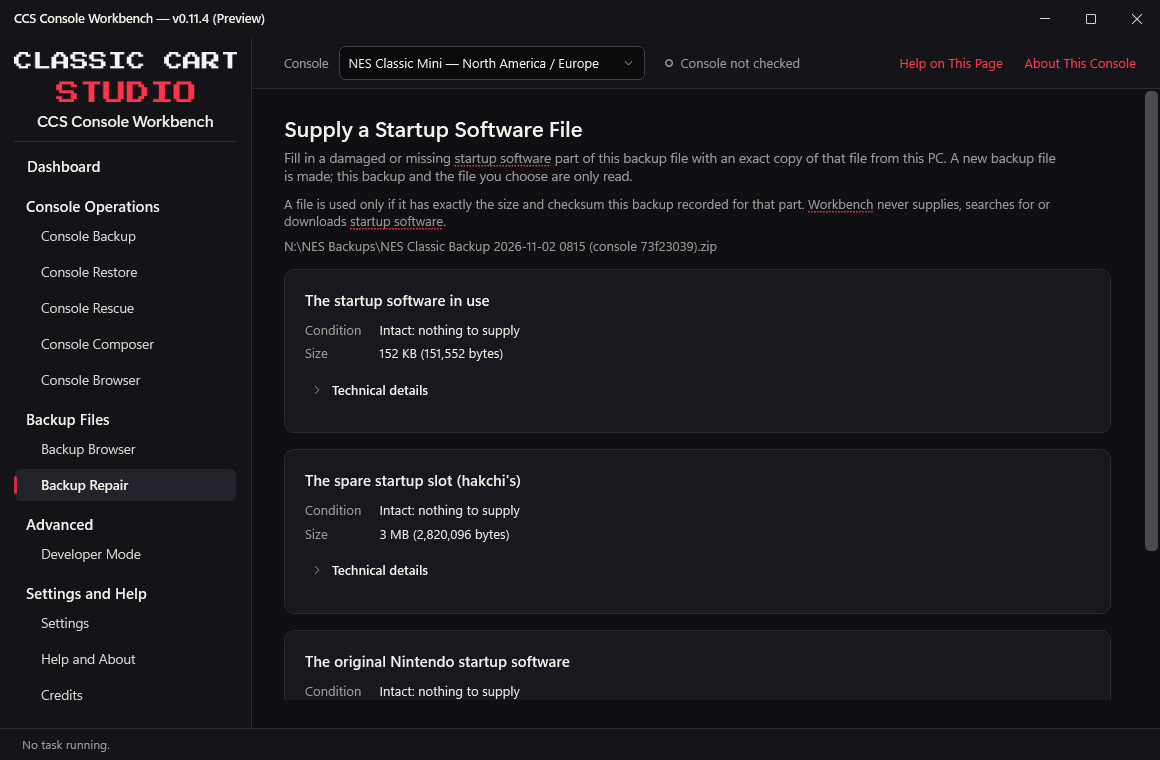 CCS Console Workbench — v0.11.4 (Preview)
CLASSIC CART
STUDIO
CCS Console Workbench
Dashboard
Console Operations
Console Backup
Console Restore
Console Rescue
Console Composer
Console Browser
Backup Files
Backup Browser
Backup Repair
Advanced
Developer Mode
Settings and Help
Settings
Help and About
Credits
Console
NES Classic Mini — North America / Europe
Console not checked
Help on This Page
About This Console
Supply a Startup Software File
Fill in a damaged or missing startup software part of this backup file with an exact copy of that file from this PC. A new backup file
is made; this backup and the file you choose are only read.
A file is used only if it has exactly the size and checksum this backup recorded for that part. Workbench never supplies, searches for or
downloads startup software.
N:\NES Backups\NES Classic Backup 2026-11-02 0815 (console 73f23039).zip
The startup software in use
Condition Intact: nothing to supply
Size 152 KB (151,552 bytes)
Technical details
The spare startup slot (hakchi's)
Condition Intact: nothing to supply
Size 3 MB (2,820,096 bytes)
Technical details
The original Nintendo startup software
Condition Intact: nothing to supply
No task running.